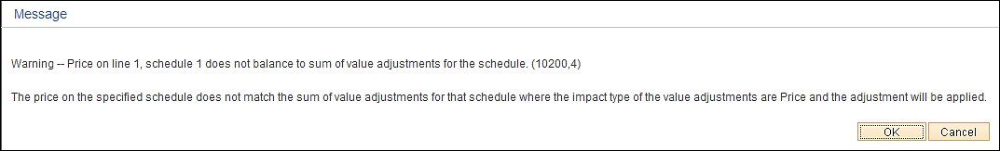 Message
Warning -- Price on line 1, schedule 1 does not balance to sum of value adjustments for the schedule. (10200,4)
The price on the specified schedule does not match the sum of value adjustments for that schedule where the impact type of the value adjustments are Price and the adjustment will be applied.
OK Cancel